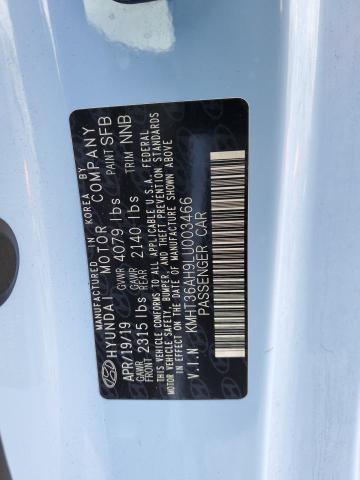 MANUFACTURED IN KOREA BY
HYUNDAI MOTOR COMPANY
APR/19/19 GVWR 4079 lbs PAINT SFB
GAWR FRONT 2315 lbs GAWR REAR 2140 lbs TRIM NNB
THIS VEHICLE CONFORMS TO ALL APPLICABLE U.S.A. FEDERAL
MOTOR VEHICLE SAFETY, BUMPER, AND THEFT PREVENTION STANDARDS
IN EFFECT ON THE DATE OF MANUFACTURE SHOWN ABOVE.
V.I.N KMHT36AH9LU003466
PASSENGER CAR